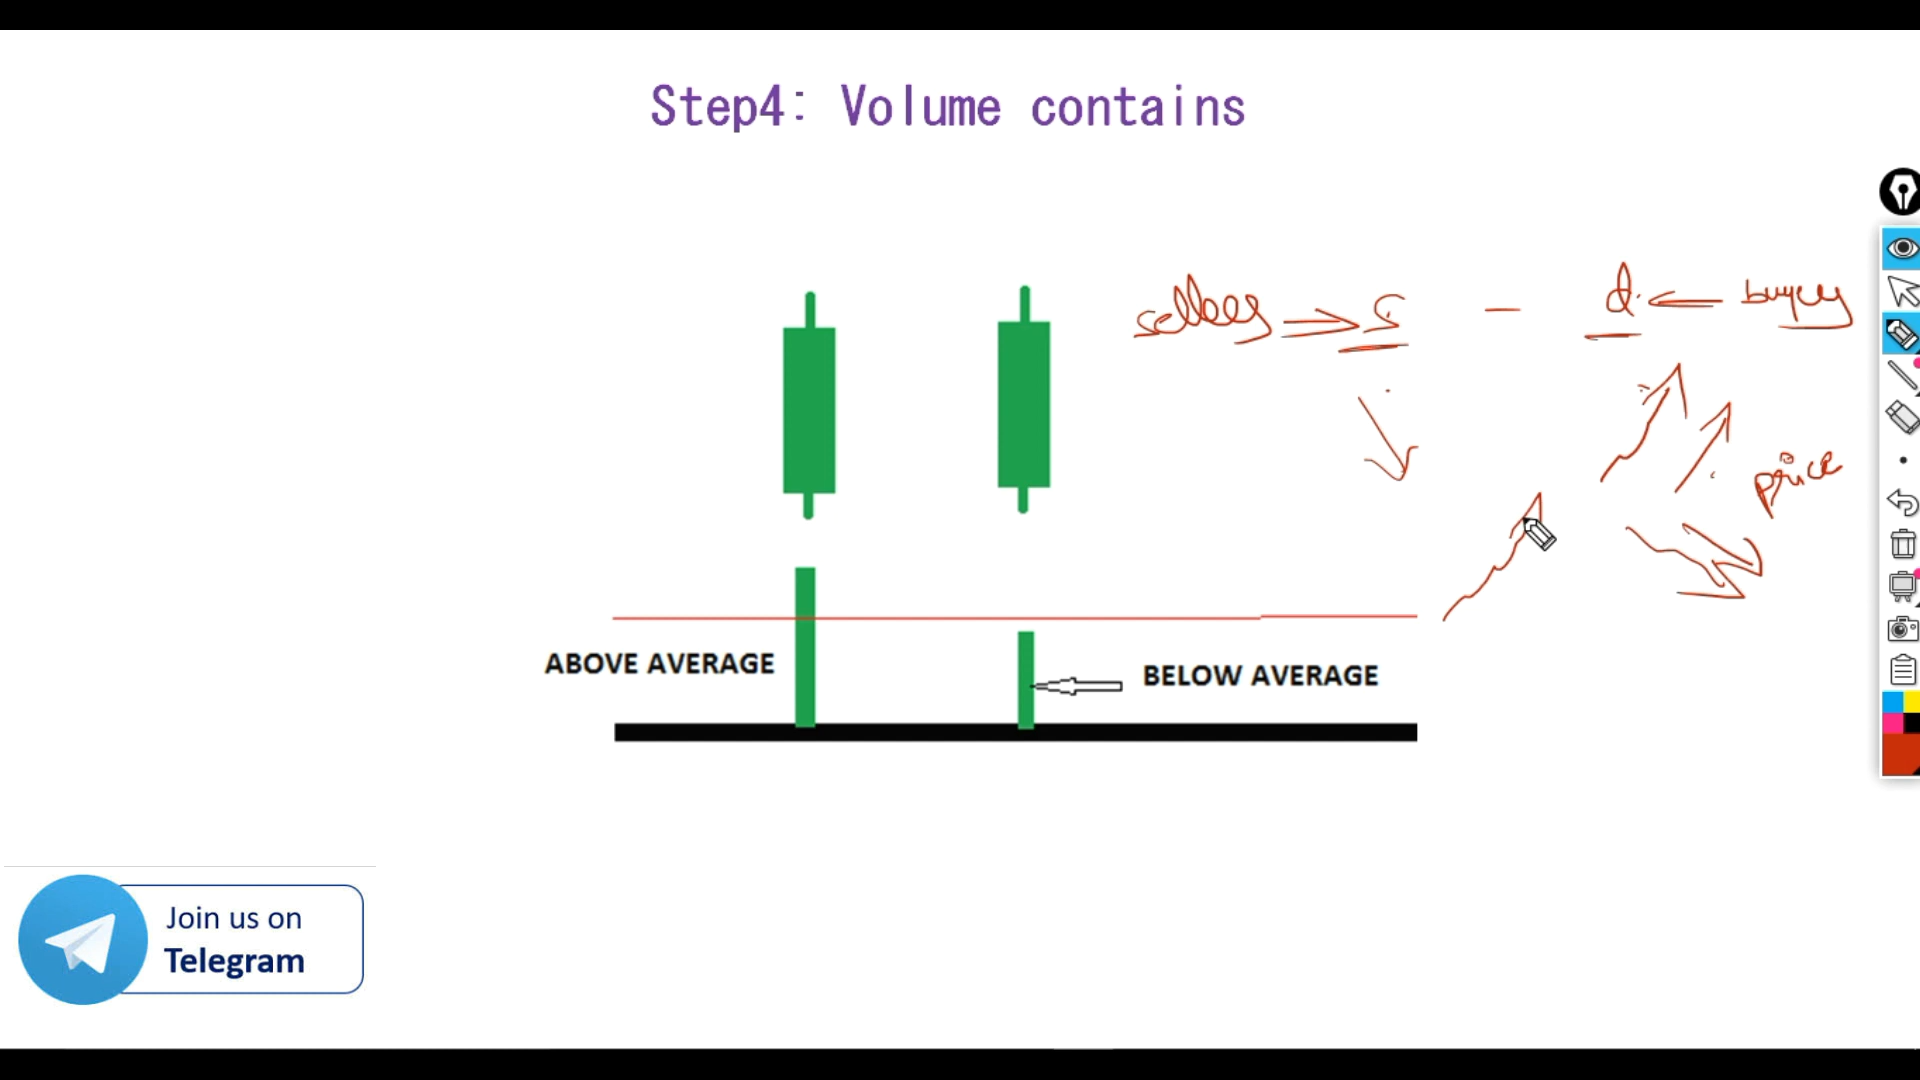 Step4: Volume contains
sellers → S - d. ← buyers
price
ABOVE AVERAGE
BELOW AVERAGE
Join us on
Telegram